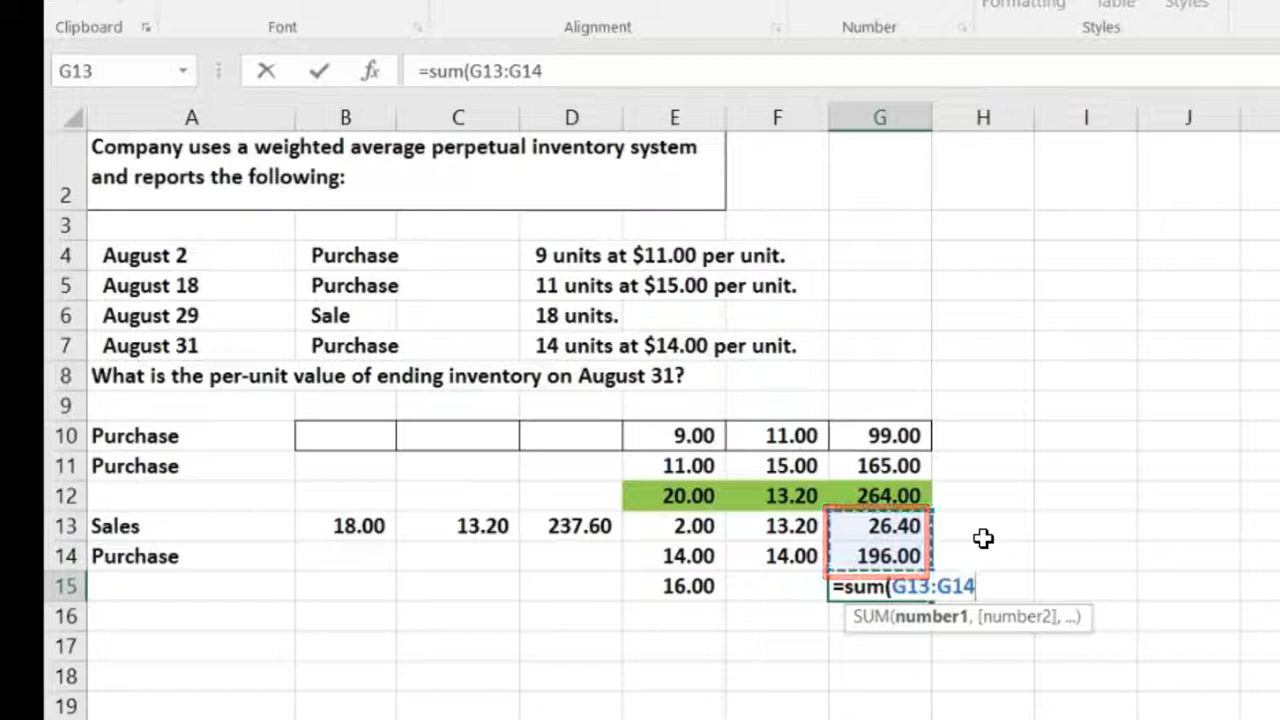 Formatting Table Styles
Clipboard Font Alignment Number Styles
G13 fx =sum(G13:G14
A B C D E F G H I J
Company uses a weighted average perpetual inventory system
2 and reports the following:
3
4 August 2 Purchase 9 units at $11.00 per unit.
5 August 18 Purchase 11 units at $15.00 per unit.
6 August 29 Sale 18 units.
7 August 31 Purchase 14 units at $14.00 per unit.
8 What is the per-unit value of ending inventory on August 31?
9
10 Purchase 9.00 11.00 99.00
11 Purchase 11.00 15.00 165.00
12 20.00 13.20 264.00
13 Sales 18.00 13.20 237.60 2.00 13.20 26.40
14 Purchase 14.00 14.00 196.00
15 16.00 =sum(G13:G14
16 SUM(number1, [number2], ...)
17
18
19